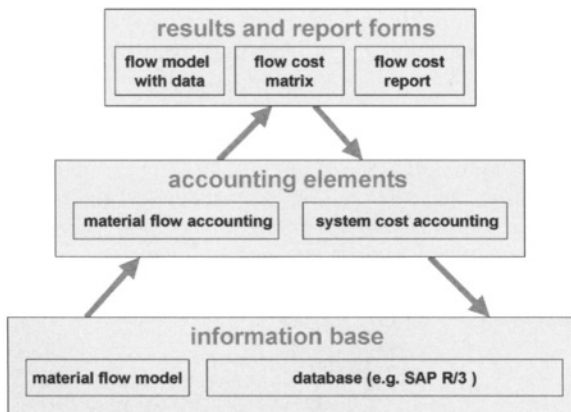 results and report forms
flow model
with data
flow cost
matrix
flow cost
report
accounting elements
material flow accounting
system cost accounting
information base
material flow model
database (e.g. SAP R/3 )